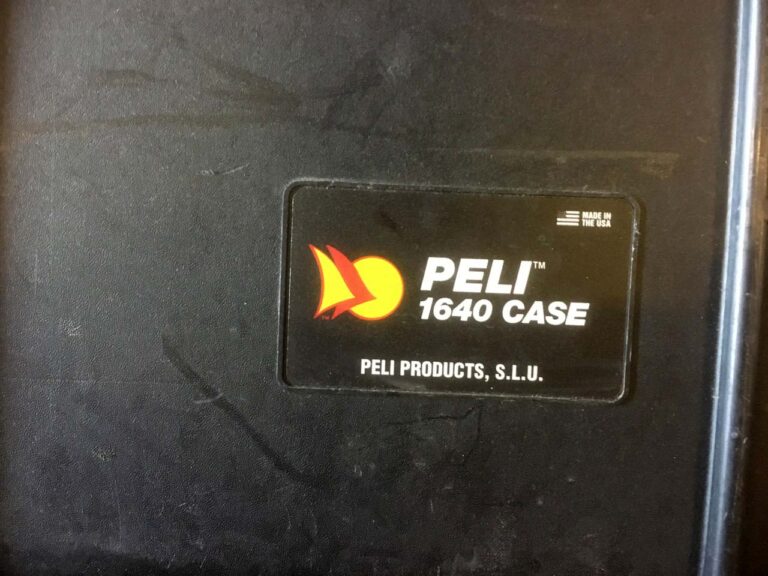 MADE IN
THE USA
PELI™
1640 CASE
PELI PRODUCTS, S.L.U.